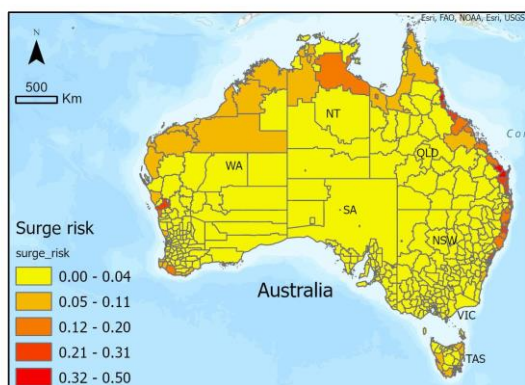 Esri, FAO, NOAA, Esri, USGS
N
500
Km
NT
QLD
WA
SA
NSW
Surge risk
surge_risk
0.00 - 0.04
0.05 - 0.11
0.12 - 0.20
0.21 - 0.31
0.32 - 0.50
Australia
VIC
TAS